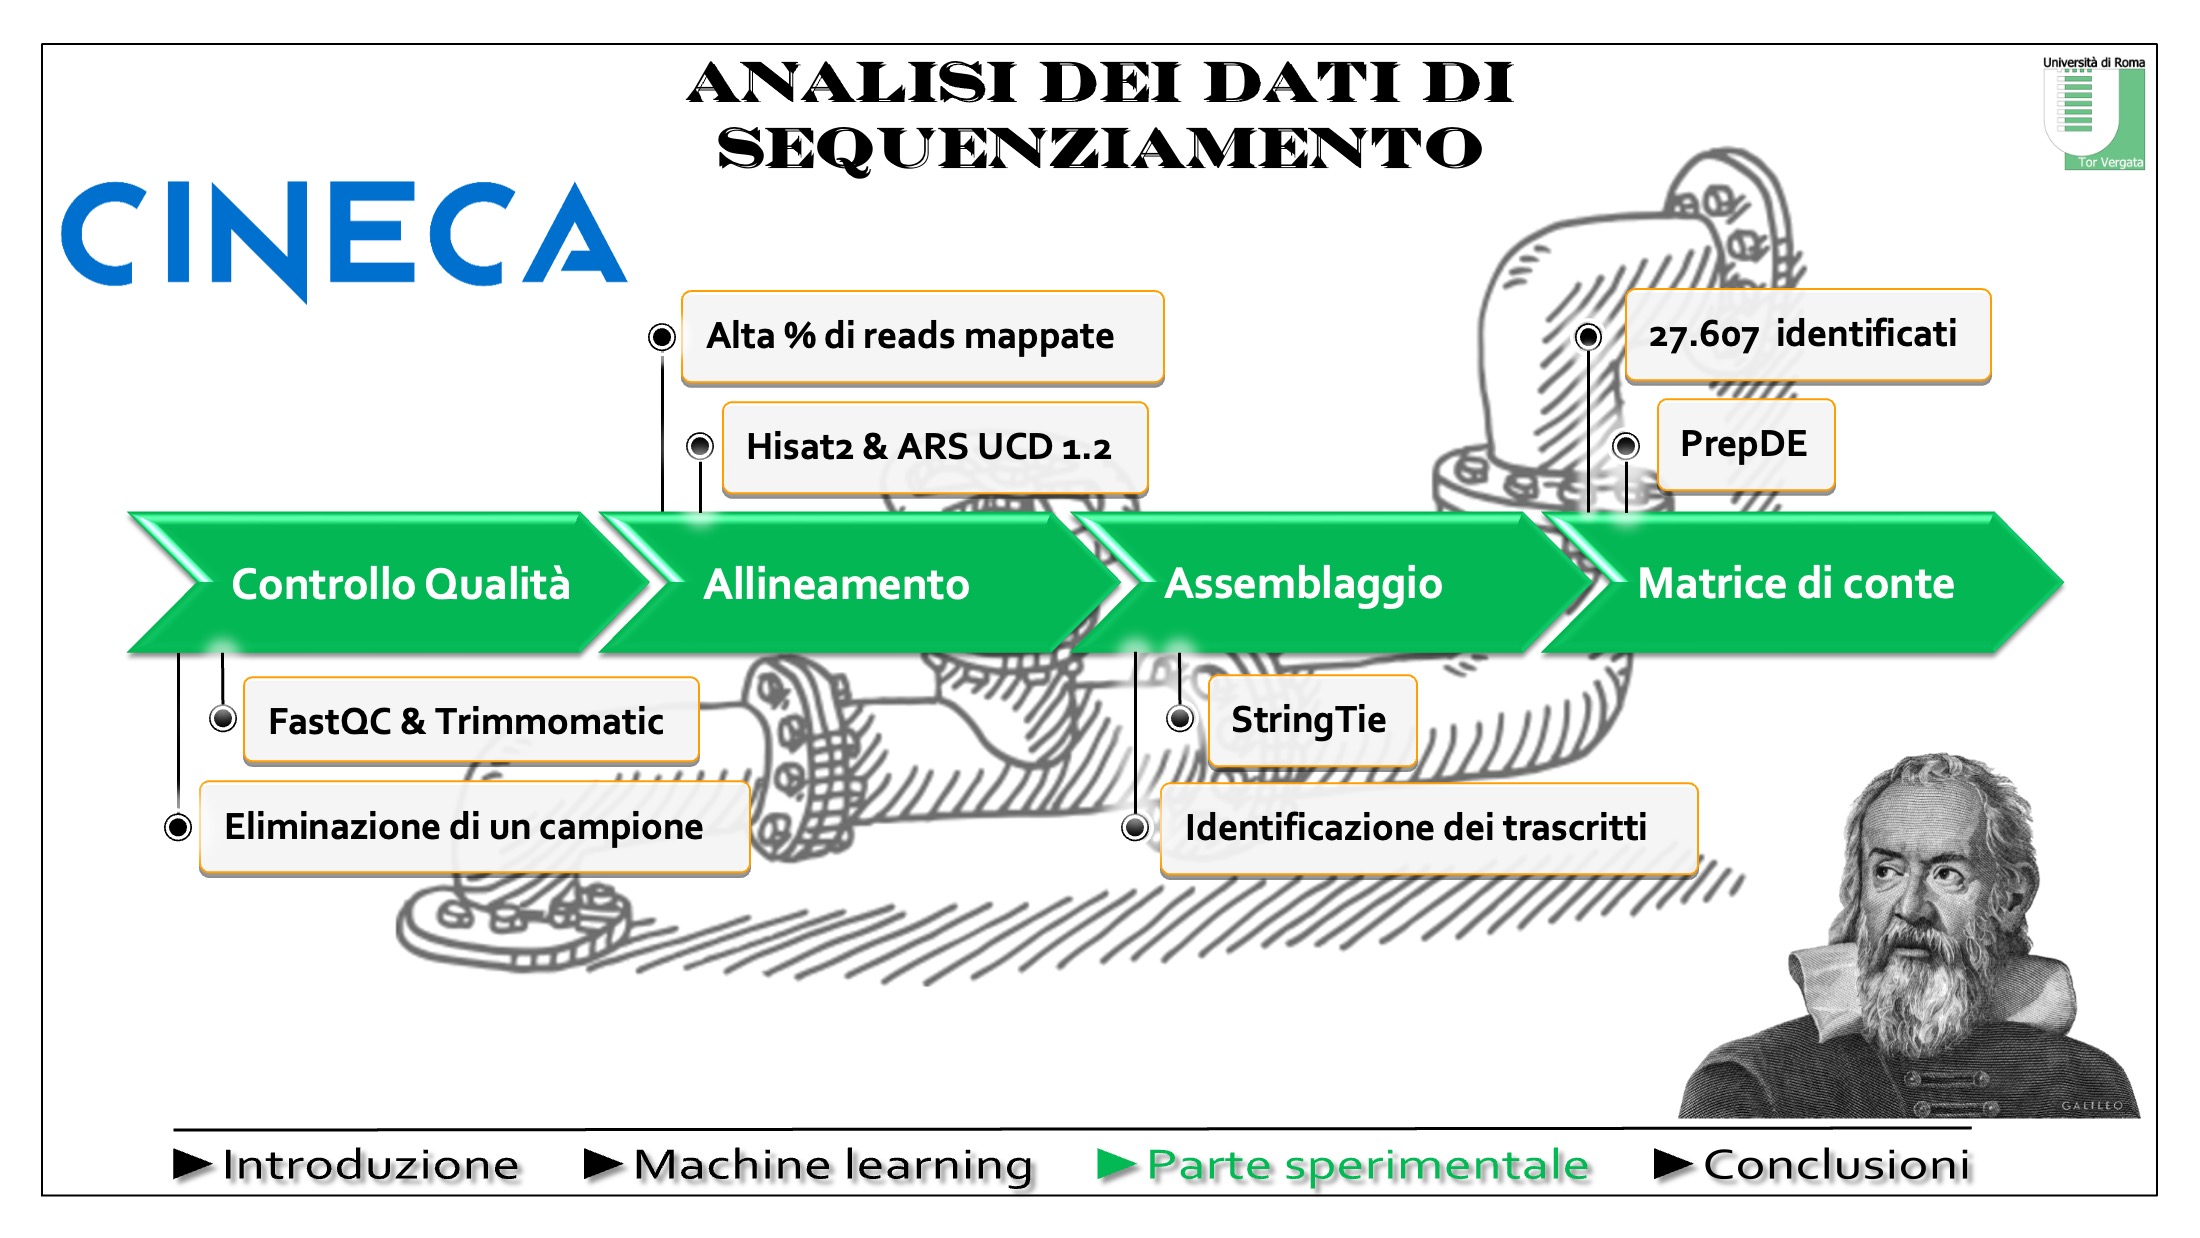 ANALISI DEI DATI DI
SEQUENZIAMENTO
Università di Roma
Tor Vergata
CINECA
Alta % di reads mappate
Hisat2 & ARS UCD 1.2
27.607 identificati
PrepDE
Controllo Qualità
Allineamento
Assemblaggio
Matrice di conte
FastQC & Trimmomatic
Eliminazione di un campione
StringTie
Identificazione dei trascritti
GALILEO
Introduzione
Machine learning
Parte sperimentale
Conclusioni